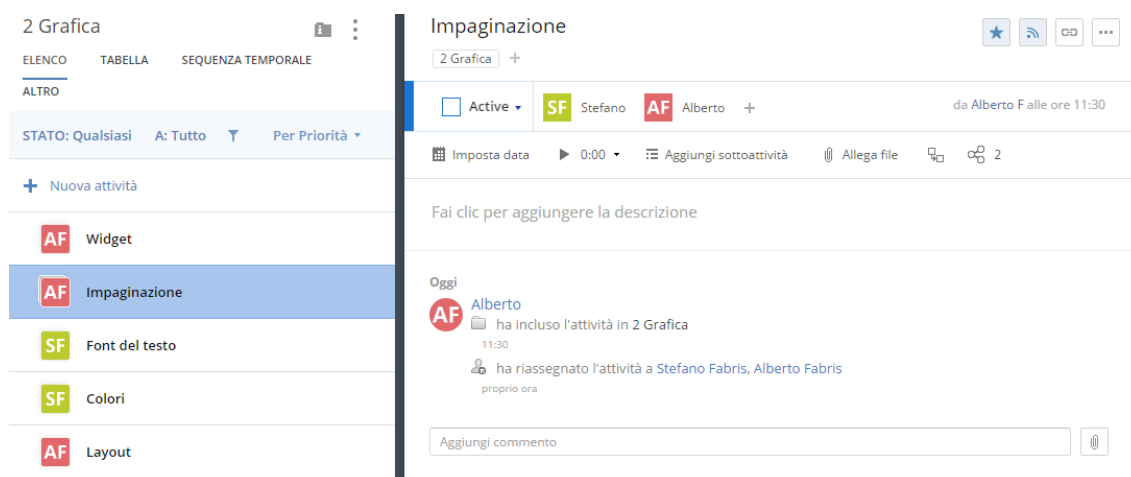 2 Grafica
ELENCO TABELLA SEQUENZA TEMPORALE
ALTRO
STATO: Qualsiasi A: Tutto Per Priorità
Nuova attività
AF Widget
AF Impaginazione
SF Font del testo
SF Colori
AF Layout
Impaginazione
2 Grafica +
Active SF Stefano AF Alberto + da Alberto F alle ore 11:30
Imposta data 0:00 Aggiungi sottoattività Allega file 2
Fai clic per aggiungere la descrizione
Oggi
AF Alberto
ha incluso l'attività in 2 Grafica
11:30
ha riassegnato l'attività a Stefano Fabris, Alberto Fabris
proprio ora
Aggiungi commento